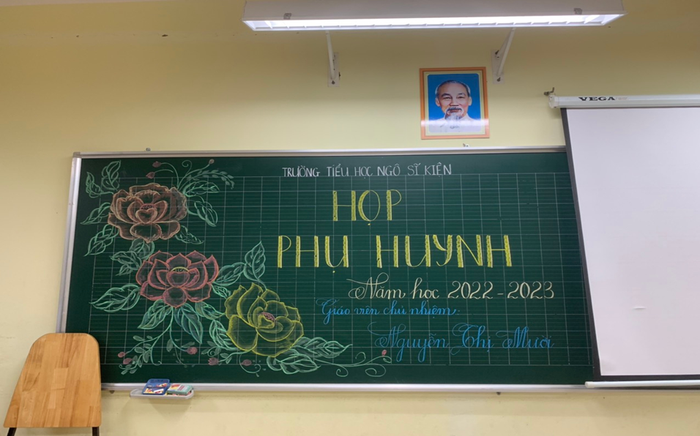 VEGA
TRƯỜNG TIỂU HỌC NGÔ SĨ KIỆN
HỌP
PHỤ HUYNH
Năm học 2022-2023
Giáo viên chủ nhiệm:
Nguyễn Thị Mười